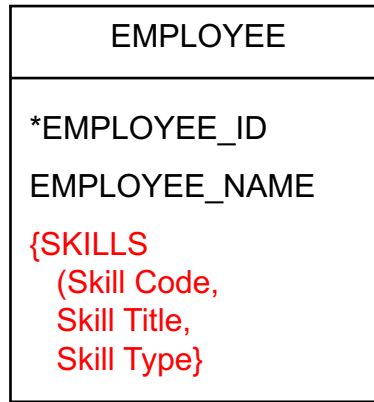 EMPLOYEE
*EMPLOYEE_ID
EMPLOYEE_NAME
{SKILLS
(Skill Code,
Skill Title,
Skill Type}